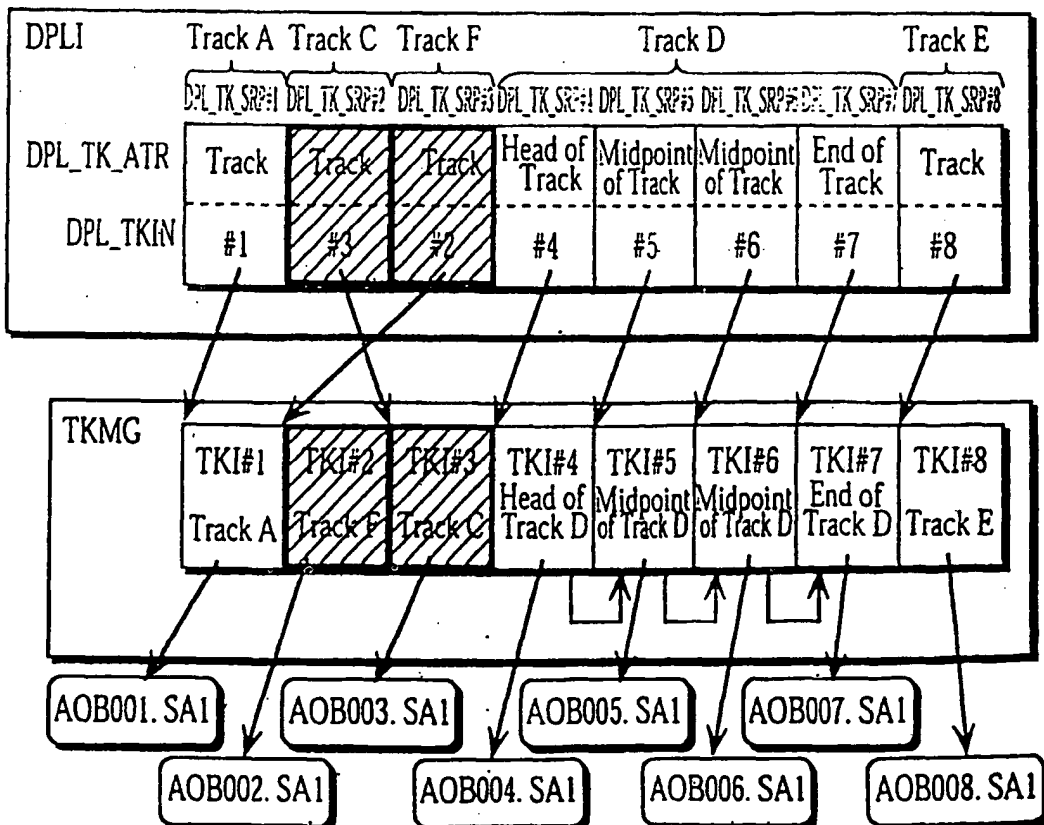 DPLI Track A Track C Track F Track D Track E
DPL_TK_SRP#1 DPL_TK_SRP#2 DPL_TK_SRP#3 DPL_TK_SRP#4 DPL_TK_SRP#5 DPL_TK_SRP#6 DPL_TK_SRP#7 DPL_TK_SRP#8
DPL_TK_ATR Track Track Track Head of Track Midpoint of Track Midpoint of Track End of Track Track
DPL_TKIN #1 #3 #2 #4 #5 #6 #7 #8
TKMG
TKI#1 TKI#2 TKI#3 TKI#4 TKI#5 TKI#6 TKI#7 TKI#8
Track A Track F Track C Head of Track D Midpoint of Track D Midpoint of Track D End of Track D Track E
AOB001. SA1 AOB003. SA1 AOB005. SA1 AOB007. SA1
AOB002. SA1 AOB004. SA1 AOB006. SA1 AOB008. SA1